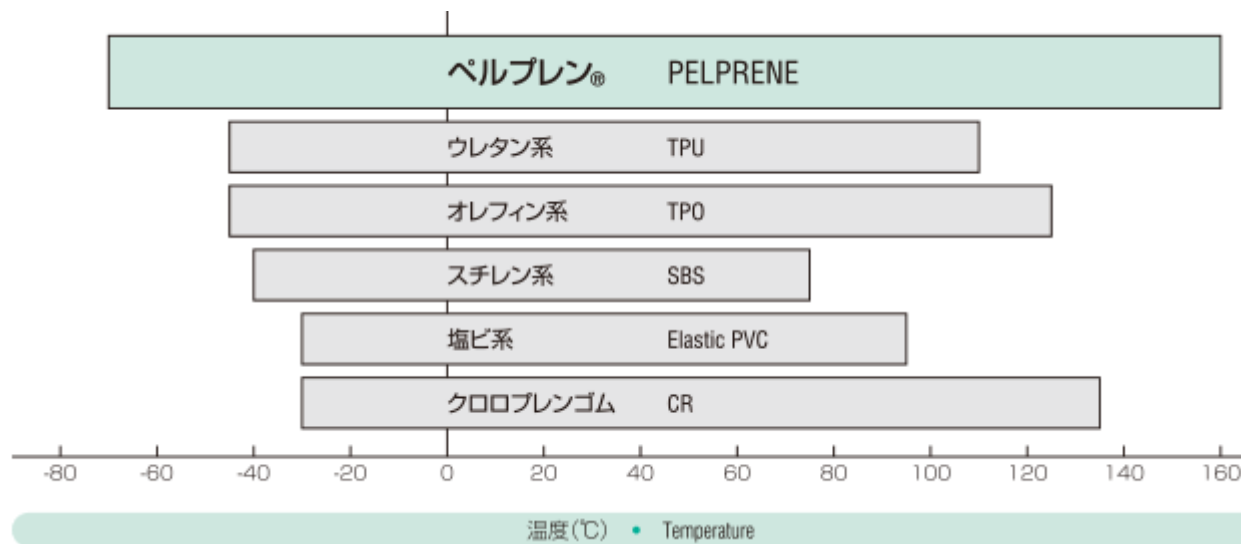 ペルプレン® PELPRENE
ウレタン系 TPU
オレフィン系 TPO
スチレン系 SBS
塩ビ系 Elastic PVC
クロロプレンゴム CR
-80 -60 -40 -20 0 20 40 60 80 100 120 140 160
温度(℃) • Temperature